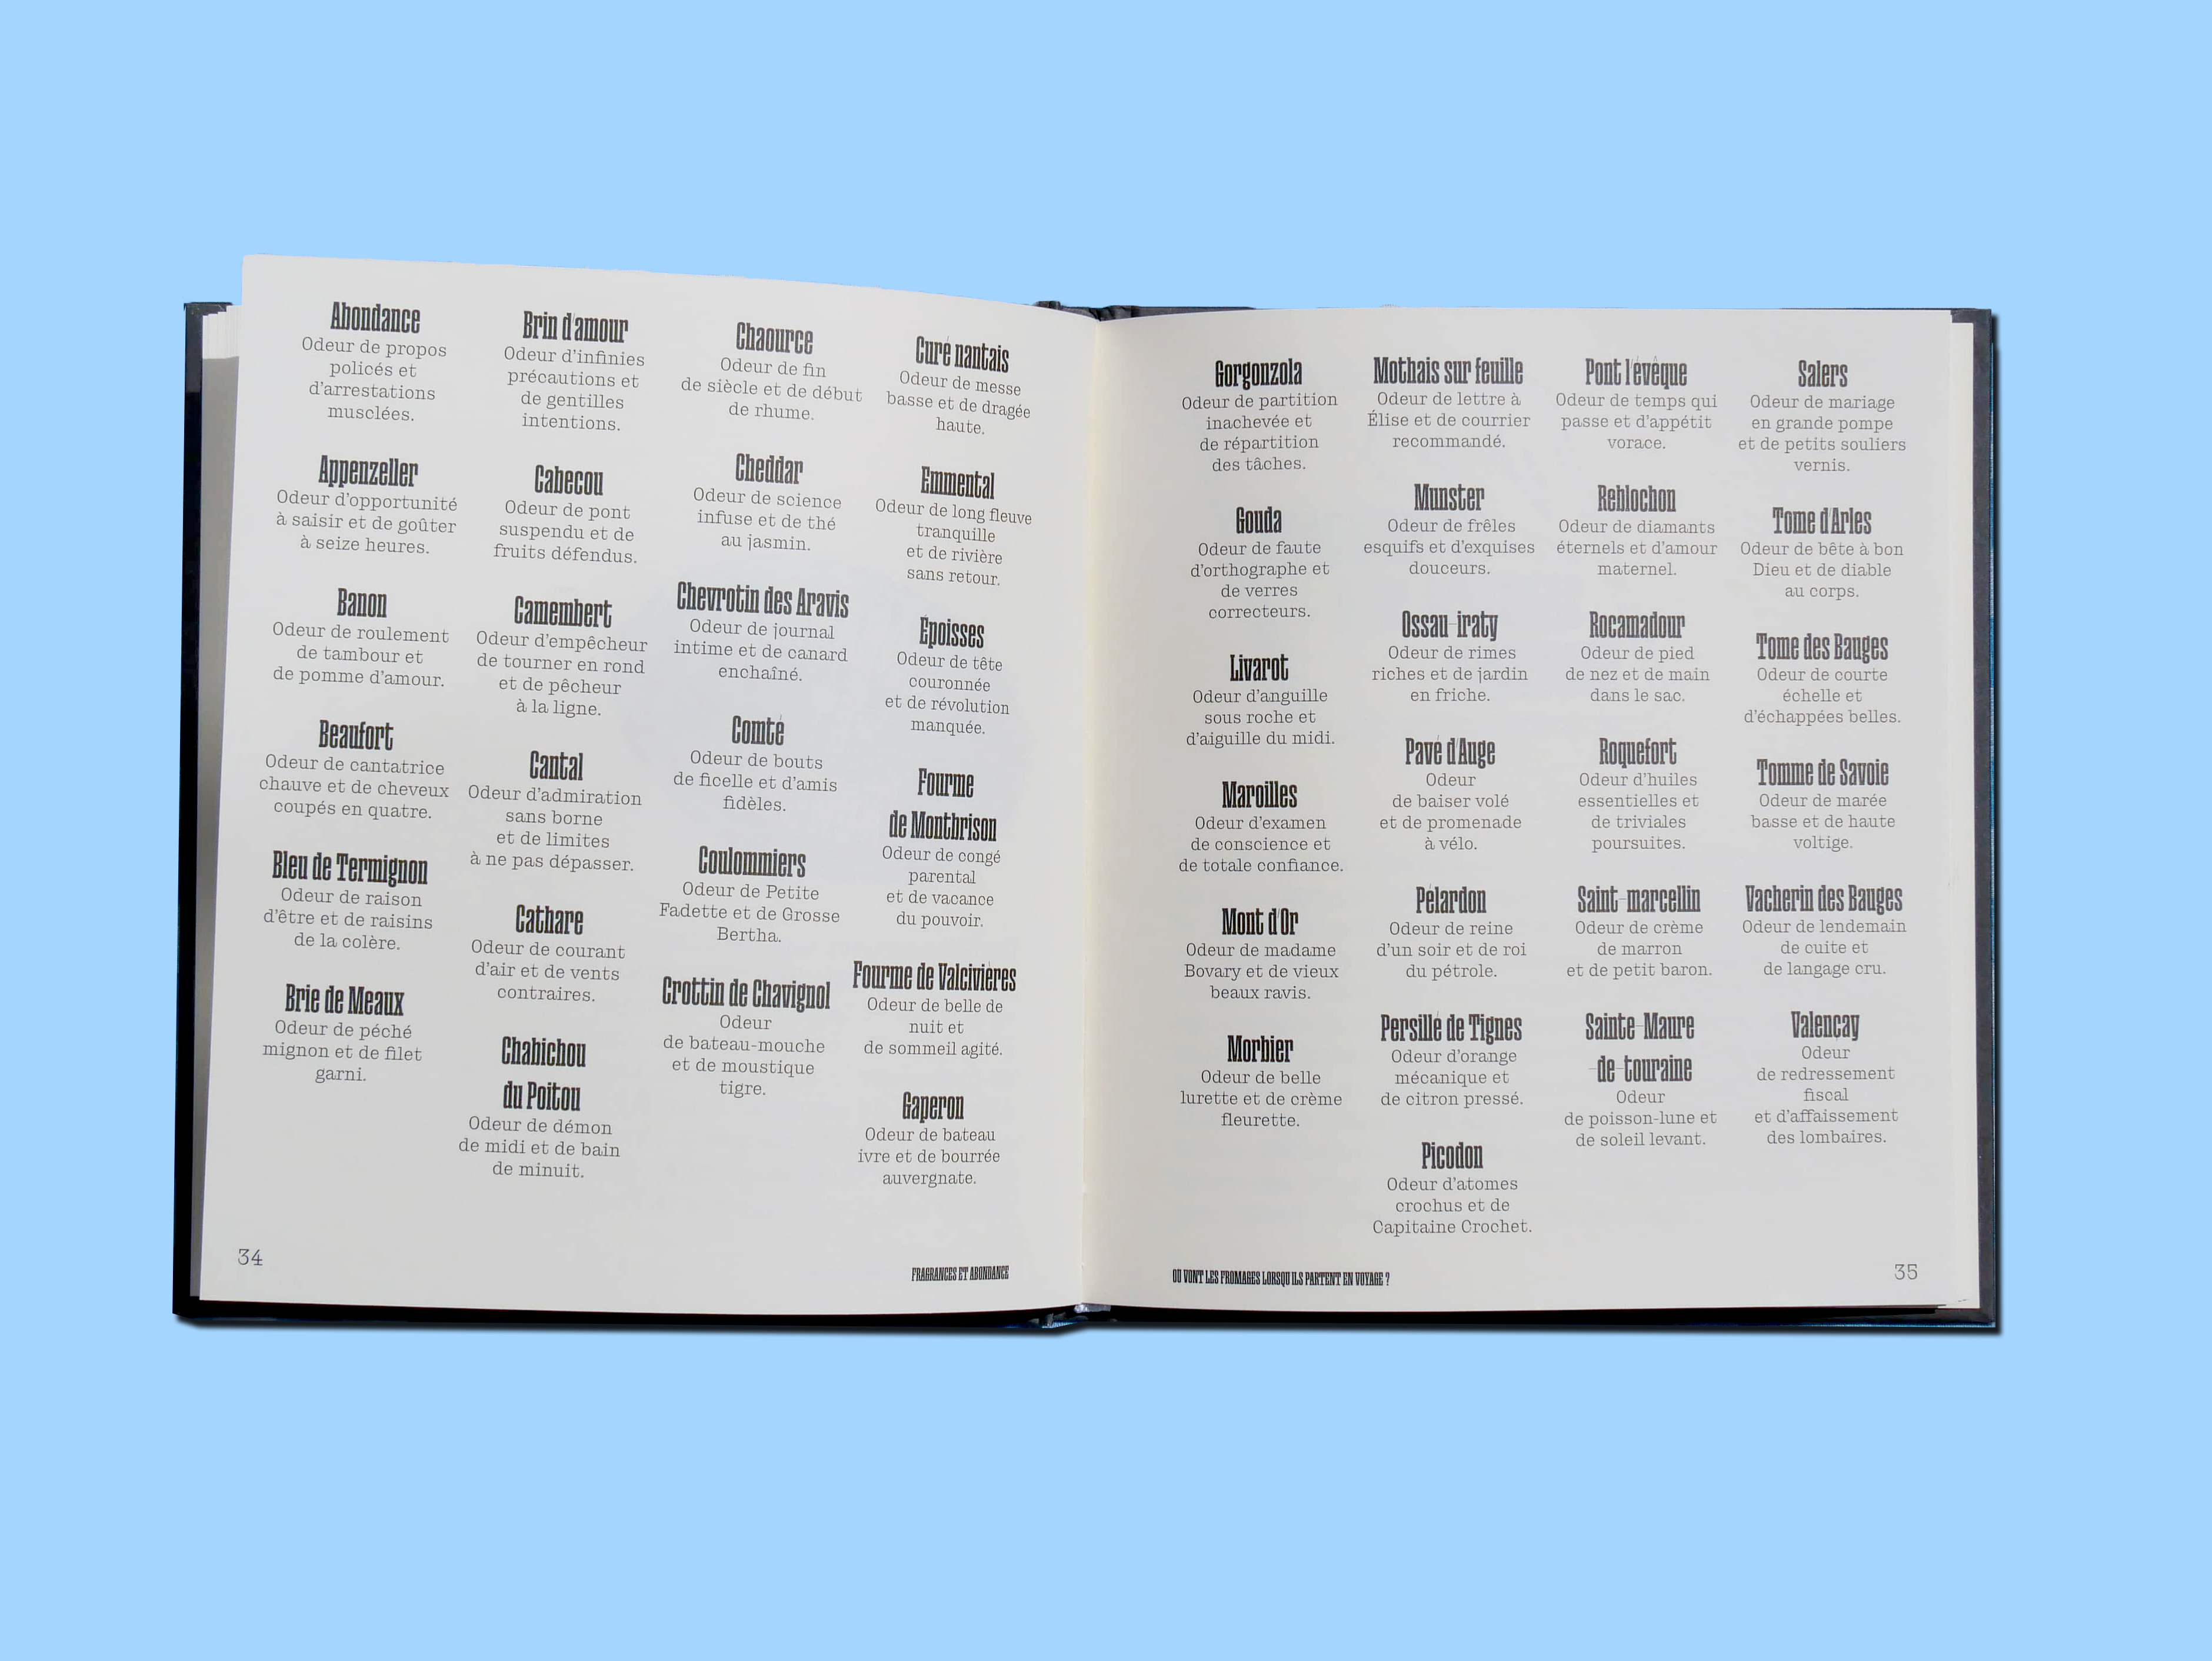 Abondance
Odeur de propos
policés et
d'arrestations
musclées.
Appenzeller
Odeur d'opportunité
à saisir et de goûter
à seize heures.
Banon
Odeur de roulement
de tambour et
de pomme d'amour.
Beaufort
Odeur de cantatrice
chauve et de cheveux
coupés en quatre.
Bleu de Termignon
Odeur de raison
d'être et de raisins
de la colère.
Brie de Meaux
Odeur de péché
mignon et de filet
garni.
Brin d'amour
Odeur d'infinies
précautions et
de gentilles
intentions.
Cabecou
Odeur de pont
suspendu et de
fruits défendus.
Camembert
Odeur d'empêcheur
de tourner en rond
et de pêcheur
à la ligne.
Cantal
Odeur d'admiration
sans borne
et de limites
à ne pas dépasser.
Cathare
Odeur de courant
d'air et de vents
contraires.
Chabichou
du Poitou
Odeur de démon
de midi et de bain
de minuit.
Chaource
Odeur de fin
de siècle et de début
de rhume.
Cheddar
Odeur de science
infuse et de thé
au jasmin.
Chevrotin des Aravis
Odeur de journal
intime et de canard
enchaîné.
Comté
Odeur de bouts
de ficelle et d'amis
fidèles.
Coulommiers
Odeur de Petite
Fadette et de Grosse
Bertha.
Crottin de Chavignol
Odeur
de bateau-mouche
et de moustique
tigre.
Curé nantais
Odeur de messe
basse et de dragée
haute.
Emmental
Odeur de long fleuve
tranquille
et de rivière
sans retour.
Époisses
Odeur de tête
couronnée
et de révolution
manquée.
Fourme
de Montbrison
Odeur de congé
parental
et de vacance
du pouvoir.
Fourme de Valcivières
Odeur de belle de
nuit et
de sommeil agité.
Gaperon
Odeur de bateau
ivre et de bourrée
auvergnate.
34
FRAGRANCES ET ABONDANCE
Gorgonzola
Odeur de partition
inachevée et
de répartition
des tâches.
Gouda
Odeur de faute
d'orthographe et
de verres
correcteurs.
Livarot
Odeur d'anguille
sous roche et
d'aiguille du midi.
Maroilles
Odeur d'examen
de conscience et
de totale confiance.
Mont d'Or
Odeur de madame
Bovary et de vieux
beaux ravis.
Morbier
Odeur de belle
lurette et de crème
fleurette.
Mothais sur feuille
Odeur de lettre à
Élise et de courrier
recommandé.
Munster
Odeur de frêles
esquifs et d'exquises
douceurs.
Ossau-iraty
Odeur de rimes
riches et de jardin
en friche.
Pavé d'Auge
Odeur
de baiser volé
et de promenade
à vélo.
Pélardon
Odeur de reine
d'un soir et de roi
du pétrole.
Persillé de Tignes
Odeur d'orange
mécanique et
de citron pressé.
Picodon
Odeur d'atomes
crochus et de
Capitaine Crochet.
Pont l'évêque
Odeur de temps qui
passe et d'appétit
vorace.
Reblochon
Odeur de diamants
éternels et d'amour
maternel.
Rocamadour
Odeur de pied
de nez et de main
dans le sac.
Roquefort
Odeur d'huiles
essentielles et
de triviales
poursuites.
Saint-marcellin
Odeur de crème
de marron
et de petit baron.
Sainte-Maure
-de-touraine
Odeur
de poisson-lune et
de soleil levant.
Salers
Odeur de mariage
en grande pompe
et de petits souliers
vernis.
Tome d'Arles
Odeur de bête à bon
Dieu et de diable
au corps.
Tome des Bauges
Odeur de courte
échelle et
d'échappées belles.
Tomme de Savoie
Odeur de marée
basse et de haute
voltige.
Vacherin des Bauges
Odeur de lendemain
de cuite et
de langage cru.
Valençay
Odeur
de redressement
fiscal
et d'affaissement
des lombaires.
OÙ VONT LES FROMAGES LORSQU'ILS PARTENT EN VOYAGE ?
35